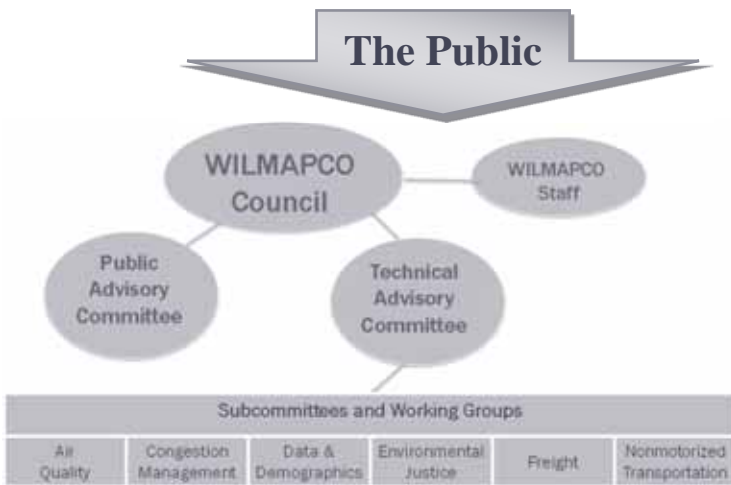 The Public
WILMAPCO
Council
WILMAPCO
Staff
Public
Advisory
Committee
Technical
Advisory
Committee
Subcommittees and Working Groups
Air
Quality
Congestion
Management
Data &
Demographics
Environmental
Justice
Freight
Nonmotorized
Transportation